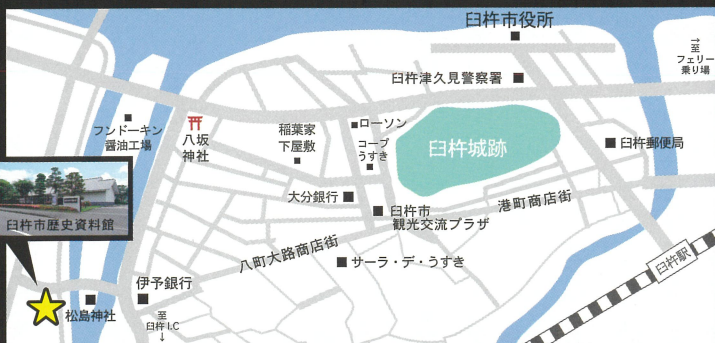 臼杵市役所
↑
至
フェリー
乗り場
臼杵津久見警察署
フンドーキン
醤油工場
八坂
神社
稲葉家
下屋敷
ローソン
コープ
うすき
臼杵城跡
臼杵郵便局
大分銀行
臼杵市
観光交流プラザ
港町商店街
臼杵市歴史資料館
八町大路商店街
サーラ・デ・うすき
臼杵駅
松島神社
伊予銀行
至
臼杵I.C
↓